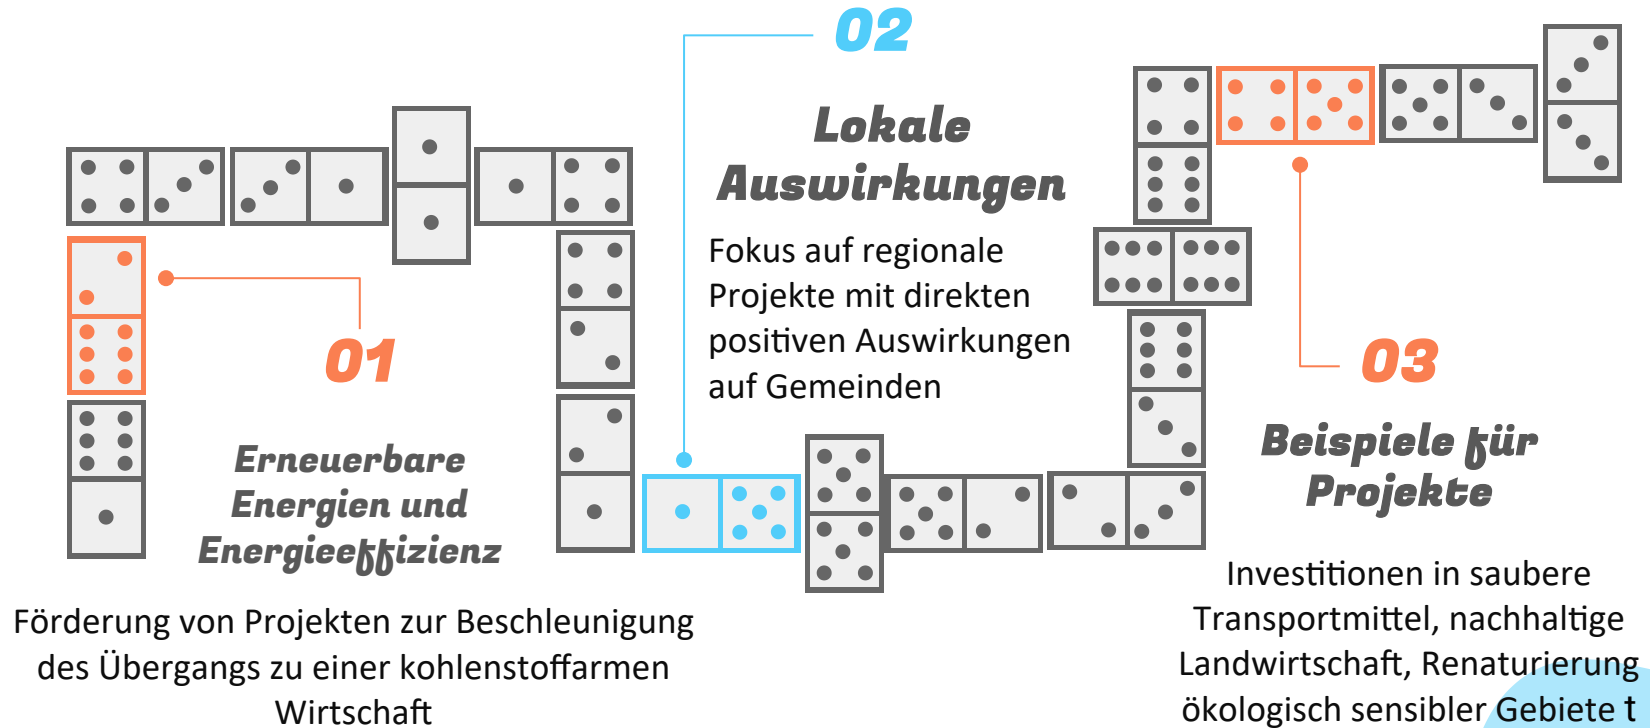 01
Erneuerbare
Energien und
Energieeffizienz
Förderung von Projekten zur Beschleunigung
des Übergangs zu einer kohlenstoffarmen
Wirtschaft
02
Lokale
Auswirkungen
Fokus auf regionale
Projekte mit direkten
positiven Auswirkungen
auf Gemeinden
03
Beispiele für
Projekte
Investitionen in saubere
Transportmittel, nachhaltige
Landwirtschaft, Renaturierung
ökologisch sensibler Gebiete t